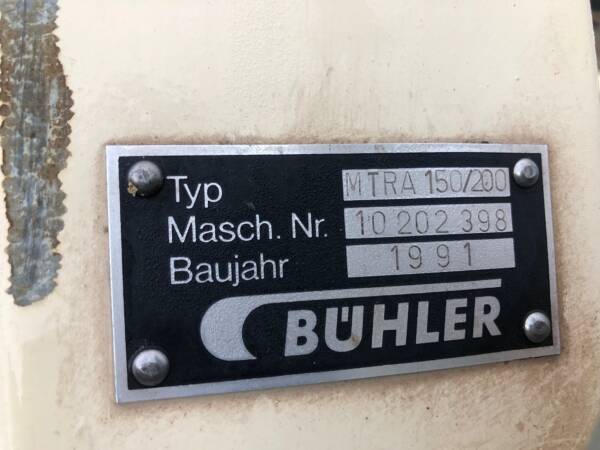 Typ MTRA 150/200
Masch. Nr. 10 202 398
Baujahr 1991
BÜHLER